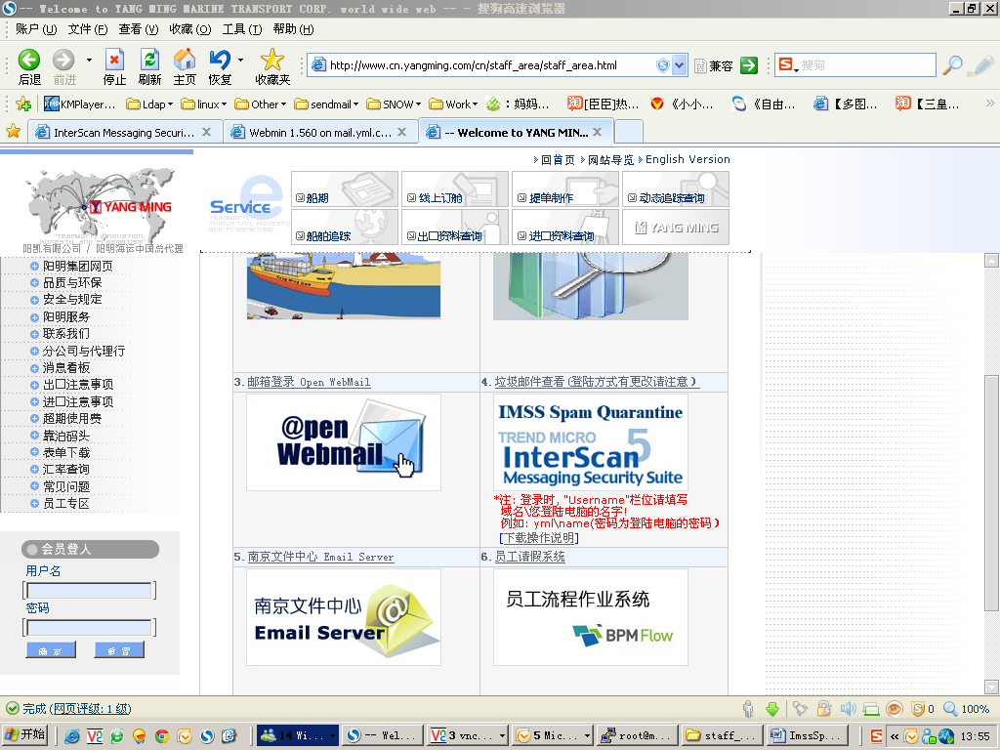 -- Welcome to YANG MING MARINE TRANSPORT CORP. world wide web -- - 搜狗高速浏览器
账户(U) 文件(F) 查看(V) 收藏(O) 工具(T) 帮助(H)
后退 前进 停止 刷新 主页 恢复 收藏夹
http://www.cn.yangming.com/cn/staff_area/staff_area.html
兼容 搜狗
KMPlayer... Ldap linux Other sendmail SNOW Work : 妈妈... [臣臣]热... 《小小... 《自由... 【多图... 【三皇...
InterScan Messaging Securi... Webmin 1.560 on mail.yml.c... -- Welcome to YANG MIN...
回首页 网站导览 English Version
YANG MING
TEAMWORK, INNOVATION,
HONESTY AND PRAGMATISM
阳凯有限公司 / 阳明海运中国总代理
e Service
船期 线上订舱 提单制作 动态追踪查询
船舶追踪 出口资料查询 进口资料查询 YANG MING
阳明集团网页
品质与环保
安全与规定
阳明服务
联系我们
分公司与代理行
消息看板
出口注意事项
进口注意事项
超期使用费
靠泊码头
表单下载
汇率查询
常见问题
员工专区
会员登入
用户名
密码
确 定 重 置
Yang Ming Line
3. 邮箱登录 Open WebMail
@pen
Webmail
4. 垃圾邮件查看(登陆方式有更改请注意)
IMSS Spam Quarantine
TREND MICRO
InterScan 5
Messaging Security Suite
*注: 登录时, "Username"栏位请填写
域名\您登陆电脑的名字!
例如: yml\name(密码为登陆电脑的密码)
[下载操作说明]
5. 南京文件中心 Email Server
南京文件中心
Email Server
6. 员工请假系统
员工流程作业系统
BPMFlow
完成 (网页评级: 1 级)
0 100%
开始 14 Wi... -- Wel... 3 vnc... 5 Mic... root@m... staff_... ImssSp... 13:55